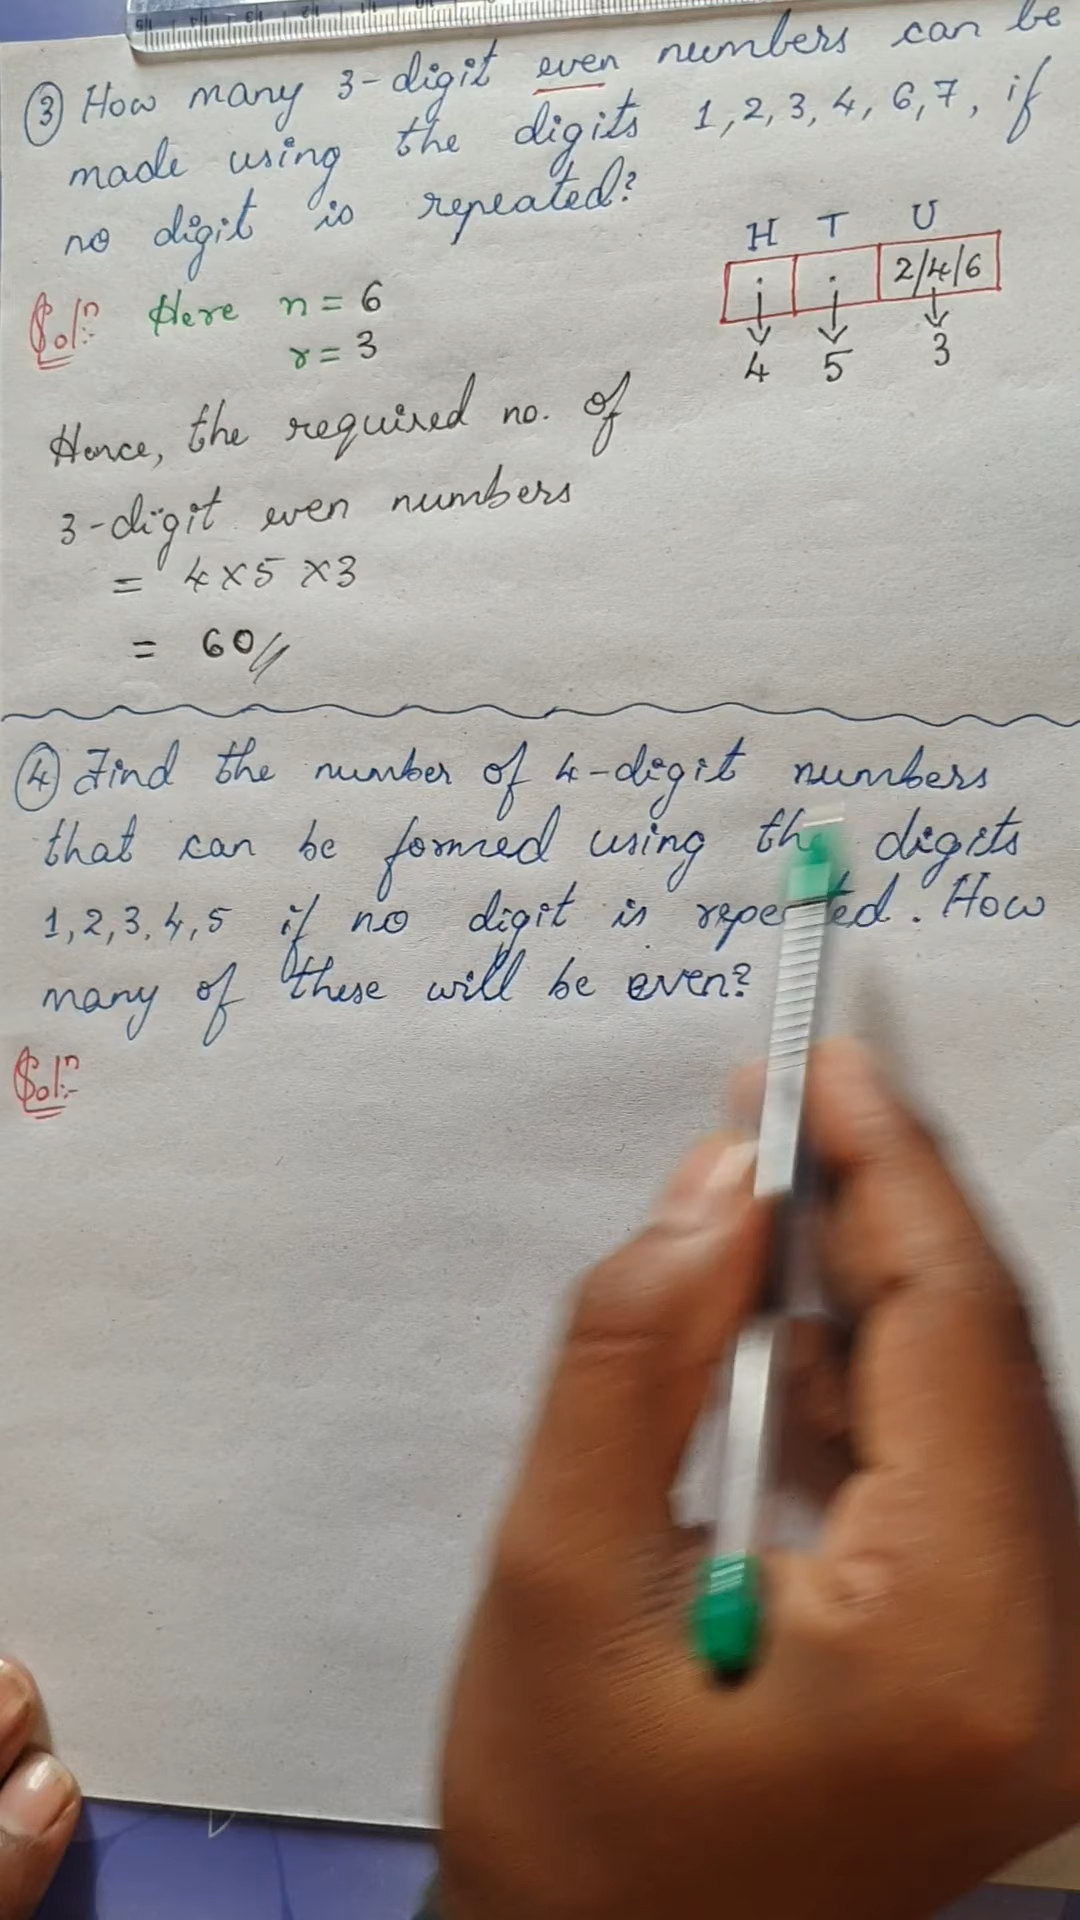 ③ How many 3-digit even numbers can be
made using the digits 1,2,3,4,6,7, if
no digit is repeated?
H T U
2/4/6
4 5 3
Solⁿ:- Here n = 6
r = 3
Hence, the required no. of
3-digit even numbers
= 4×5×3
= 60//
④ Find the number of 4-digit numbers
that can be formed using the digits
1,2,3,4,5 if no digit is repeated. How
many of these will be even?
Solⁿ:-